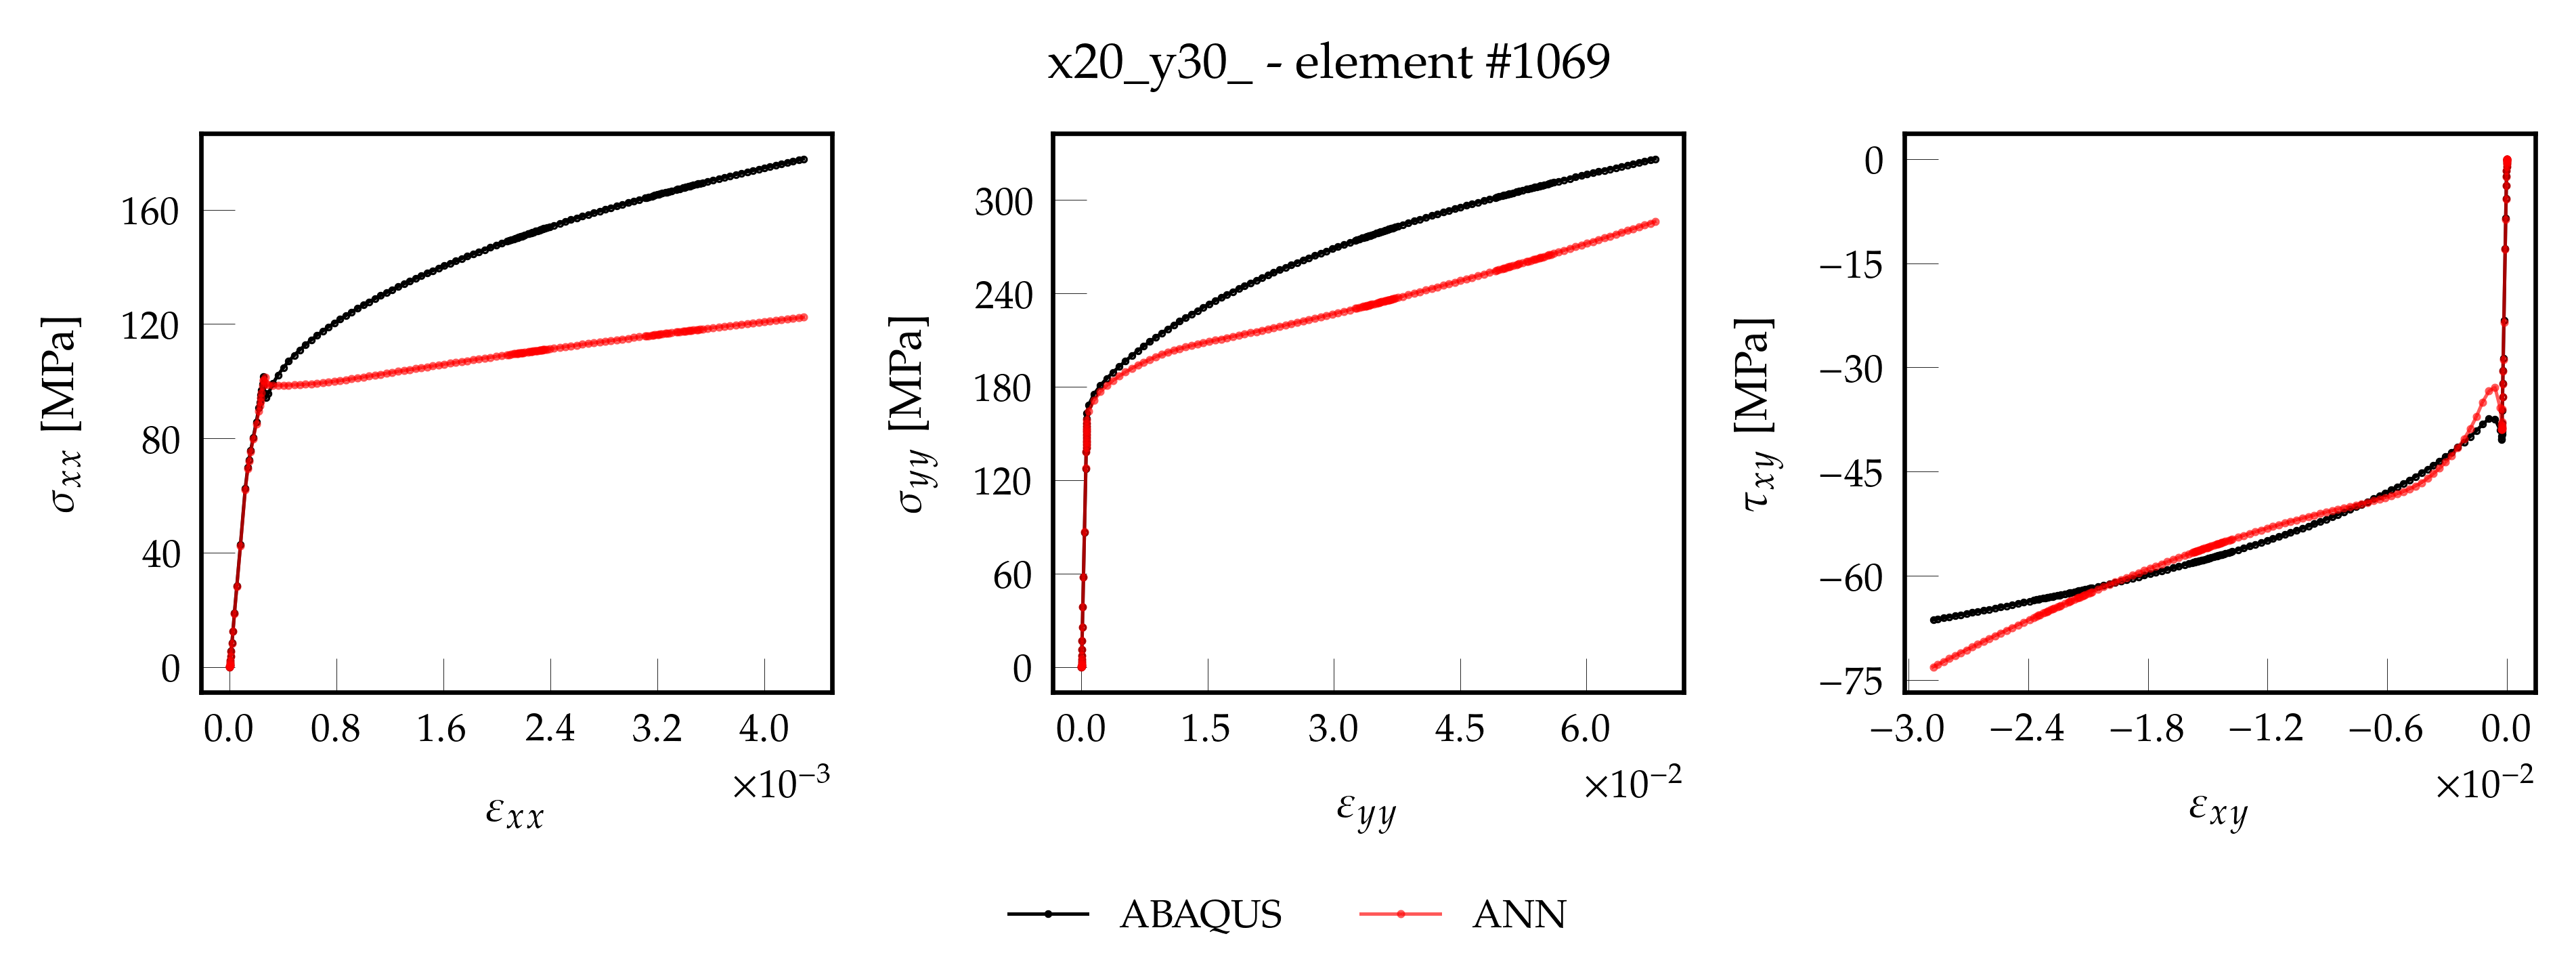 x20_y30_ - element #1069
σxx [MPa]
160
120
80
40
0
0.0 0.8 1.6 2.4 3.2 4.0
×10−3
εxx
σyy [MPa]
300
240
180
120
60
0
0.0 1.5 3.0 4.5 6.0
×10−2
εyy
τxy [MPa]
0
−15
−30
−45
−60
−75
−3.0 −2.4 −1.8 −1.2 −0.6 0.0
×10−2
εxy
ABAQUS ANN